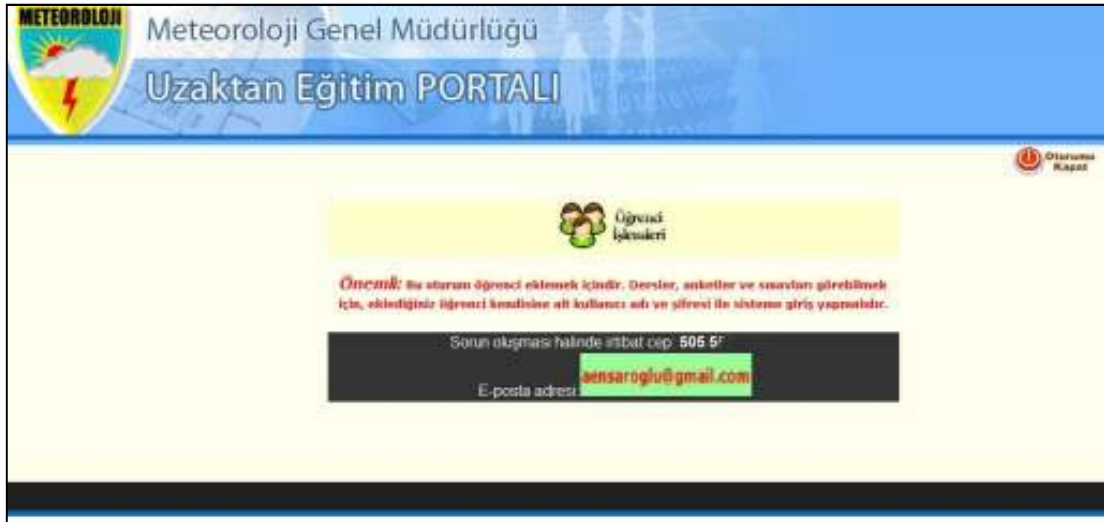 METEOROLOJI
Meteoroloji Genel Müdürlüğü
Uzaktan Eğitim PORTALI
Oturumu
Kapat
Öğrenci
İşlemleri
Önemli: Bu oturum öğrenci eklemek içindir. Dersler, anketler ve sınavları görebilmek
için, eklediğiniz öğrenci kendisine ait kullanıcı adı ve şifresi ile sisteme giriş yapmalıdır.
Sorun oluşması halinde irtibat cep: 505 5
E-posta adresi: aensaroglu@gmail.com